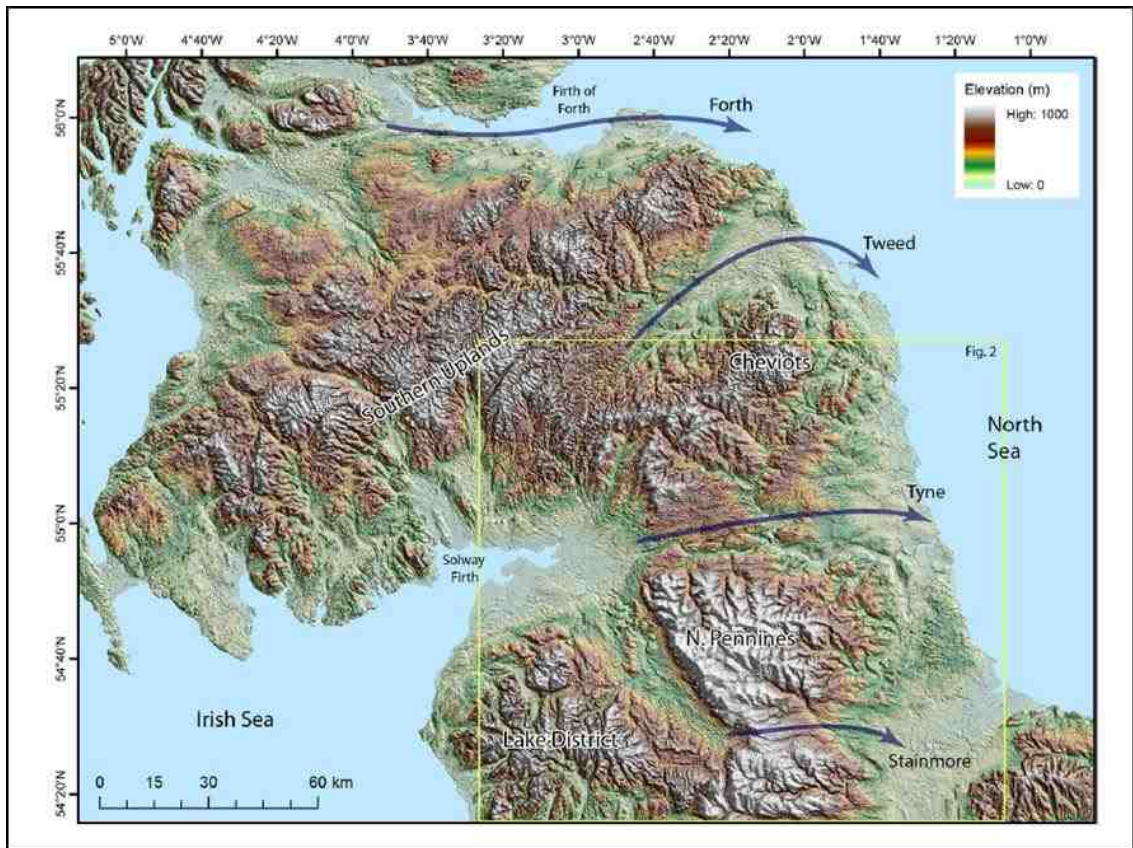 5°0'W 4°40'W 4°20'W 4°0'W 3°40'W 3°20'W 3°0'W 2°40'W 2°20'W 2°0'W 1°40'W 1°20'W 1°0'W
Firth of
Forth
Forth
Elevation (m)
High: 1000
Low: 0
56°0'N
55°40'N
Tweed
Fig. 2
Cheviots
Southern Uplands
55°20'N
North
Sea
Tyne
55°0'N
Solway
Firth
N. Pennines
54°40'N
Irish Sea
Lake District
Stainmore
0 15 30 60 km
54°20'N